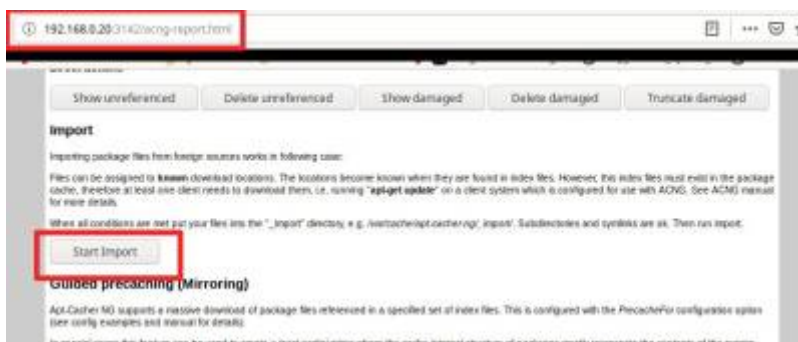 192.168.0.20:3142/acng-report.html
Show unreferenced
Delete unreferenced
Show damaged
Delete damaged
Truncate damaged
Import
Importing package files from foreign sources works in following case:
Files can be assigned to known download locations. The locations become known when they are found in index files. However, this index files must exist in the package
cache, therefore at least one client needs to download them, i.e. running "apt-get update" on a client system which is configured for use with ACNG. See ACNG manual
for more details.
When all conditions are met put your files into the "_import" directory, e.g. /var/cache/apt-cacher-ng/_import/. Subdirectories and symlinks are ok. Then run import.
Start Import
Guided precaching (Mirroring)
Apt-Cacher NG supports a massive download of package files referenced in a specified set of index files. This is configured with the PrecacheFor configuration option
(see config examples and manual for details).